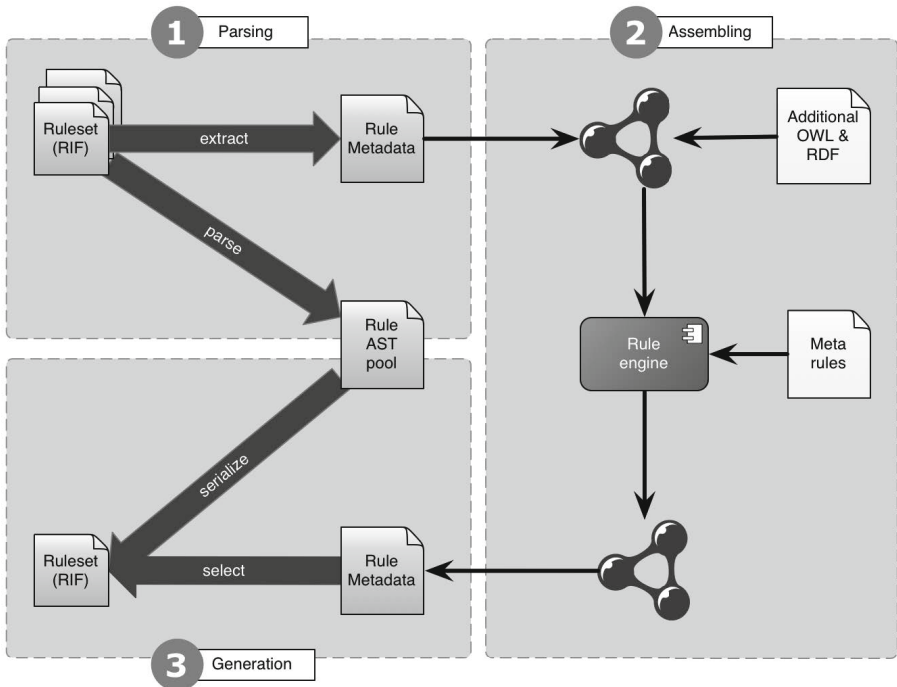 1 Parsing
2 Assembling
Ruleset
(RIF)
extract
Rule
Metadata
Additional
OWL &
RDF
parse
Rule
AST
pool
Rule
engine
Meta
rules
serialize
Ruleset
(RIF)
select
Rule
Metadata
3 Generation